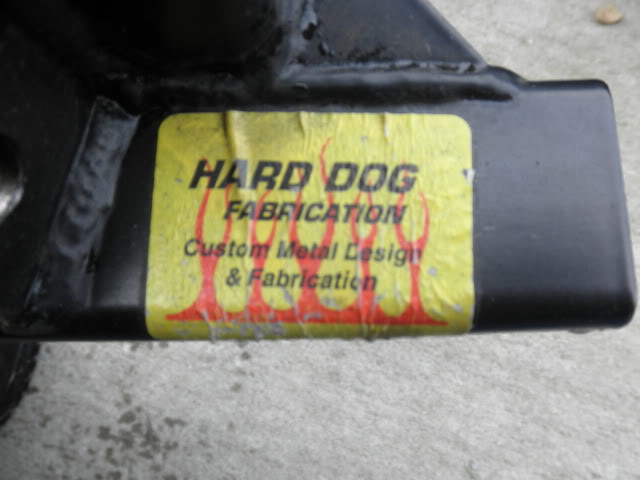 HARD DOG
FABRICATION
Custom Metal Design
& Fabrication